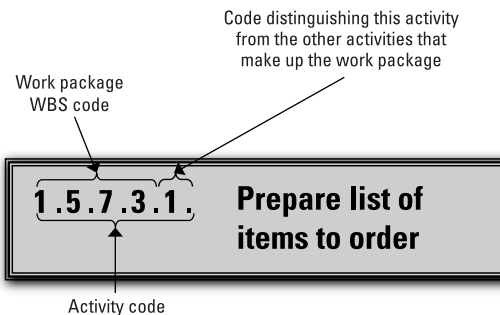 Code distinguishing this activity
from the other activities that
make up the work package
Work package
WBS code
1.5.7.3.1.
Prepare list of
items to order
Activity code